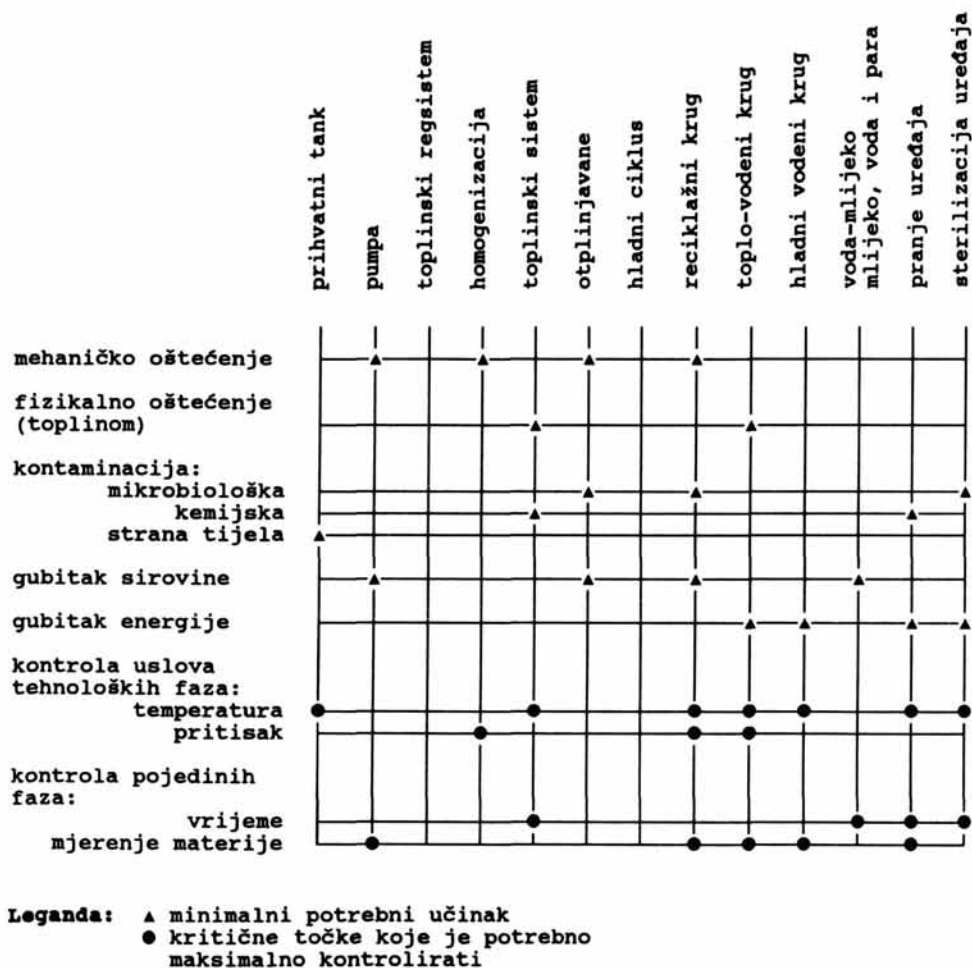 prihvatni tank
pumpa
toplinski regsistem
homogenizacija
toplinski sistem
otplinjavane
hladni ciklus
reciklažni krug
toplo-vodeni krug
hladni vodeni krug
voda-mlijeko
mlijeko, voda i para
pranje uređaja
sterilizacija uređaja
mehaničko oštećenje
fizikalno oštećenje
(toplinom)
kontaminacija:
mikrobiološka
kemijska
strana tijela
gubitak sirovine
gubitak energije
kontrola uslova
tehnoloških faza:
temperatura
pritisak
kontrola pojedinih
faza:
vrijeme
mjerenje materije
Leganda: ▲ minimalni potrebni učinak
● kritične točke koje je potrebno
maksimalno kontrolirati